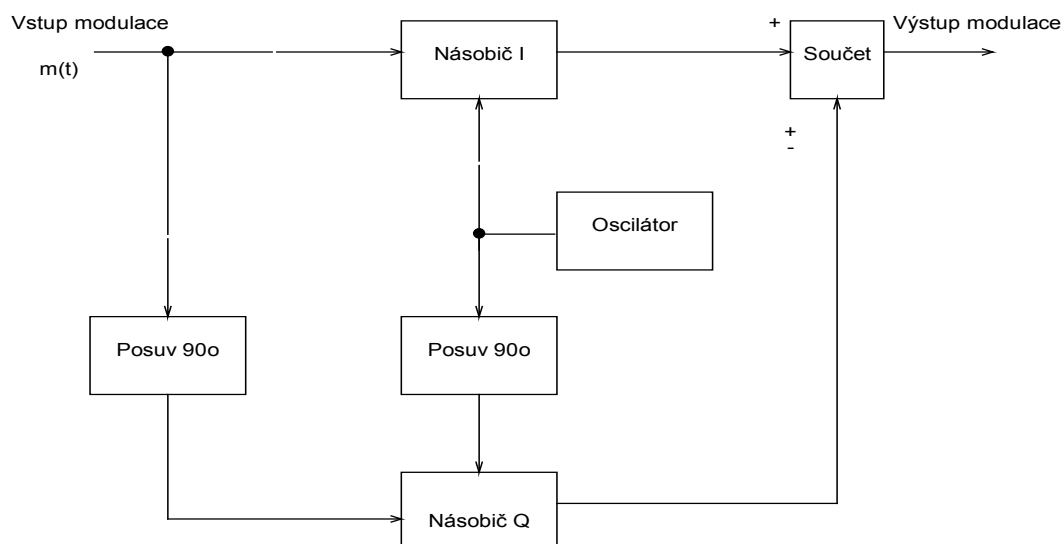 Vstup modulace
m(t)
Násobič I
+
Součet
Výstup modulace
+
-
Oscilátor
Posuv 90o
Posuv 90o
Násobič Q